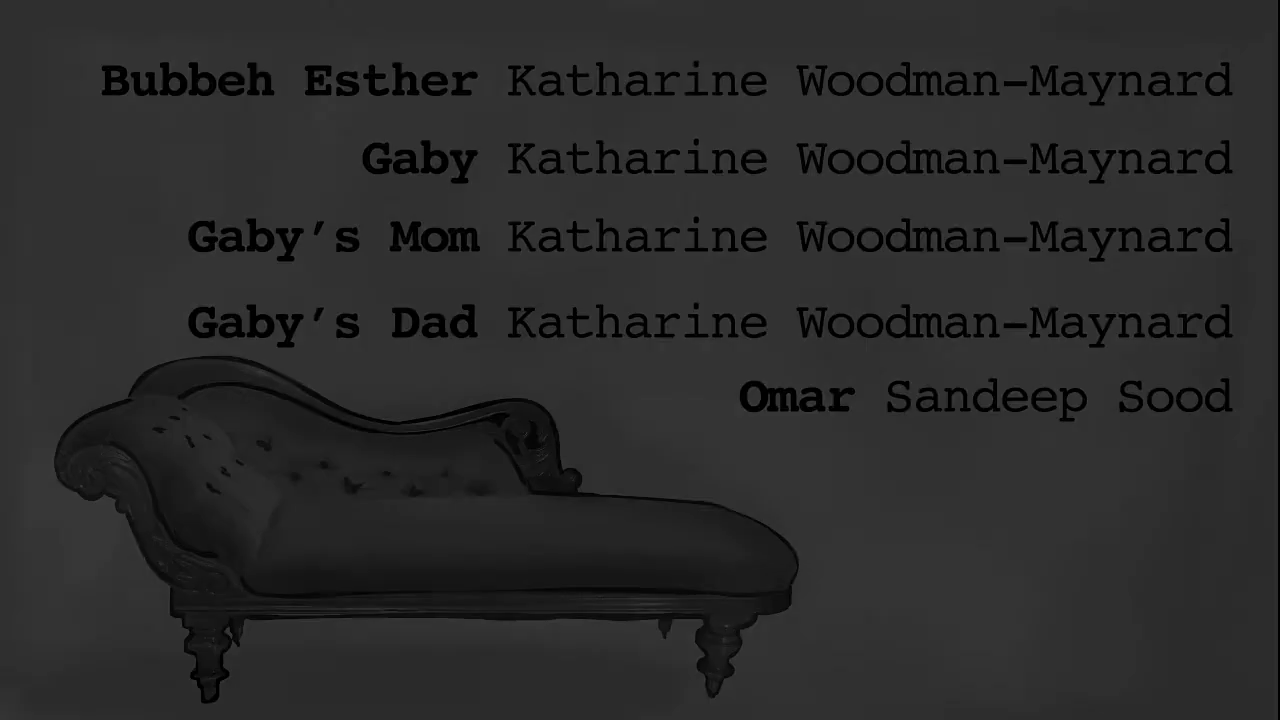 Bubbeh Esther Katharine Woodman-Maynard
Gaby Katharine Woodman-Maynard
Gaby's Mom Katharine Woodman-Maynard
Gaby's Dad Katharine Woodman-Maynard
Omar Sandeep Sood